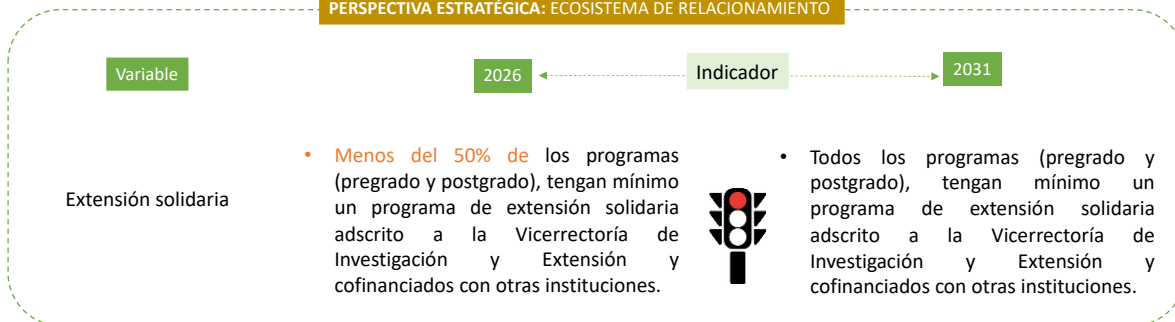 PERSPECTIVA ESTRATÉGICA: ECOSISTEMA DE RELACIONAMIENTO
Variable
2026
Indicador
2031
Extensión solidaria
• Menos del 50% de los programas
(pregrado y postgrado), tengan mínimo
un programa de extensión solidaria
adscrito a la Vicerrectoría de
Investigación y Extensión y
cofinanciados con otras instituciones.
• Todos los programas (pregrado y
postgrado), tengan mínimo un
programa de extensión solidaria
adscrito a la Vicerrectoría de
Investigación y Extensión y
cofinanciados con otras instituciones.